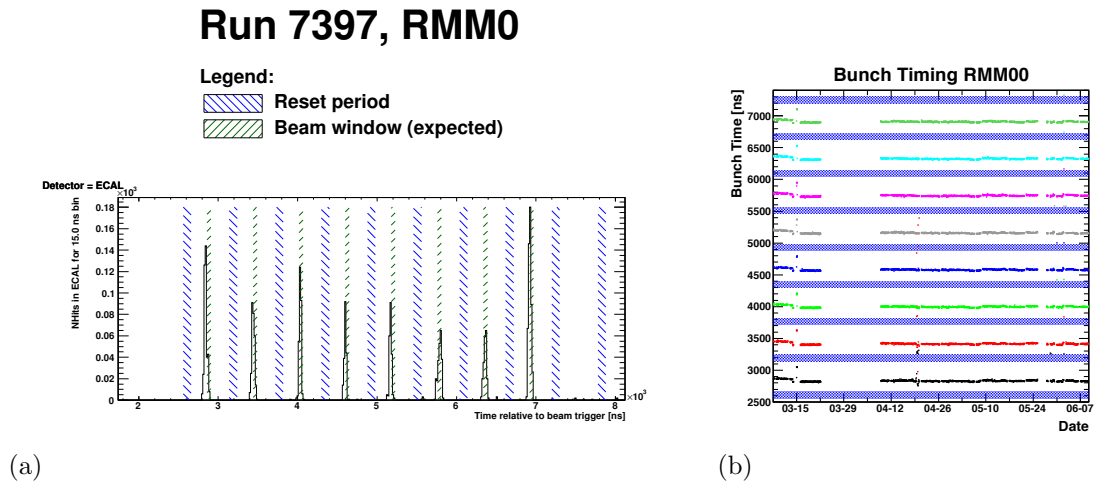 Run 7397, RMM0
Legend:
Reset period
Beam window (expected)
Detector = ECAL
×10³
NHits in ECAL for 15.0 ns bin
0.18
0.16
0.14
0.12
0.1
0.08
0.06
0.04
0.02
0
2 3 4 5 6 7 8
×10³
Time relative to beam trigger [ns]
(a)
Bunch Timing RMM00
Bunch Time [ns]
7000
6500
6000
5500
5000
4500
4000
3500
3000
2500
03-15 03-29 04-12 04-26 05-10 05-24 06-07
Date
(b)